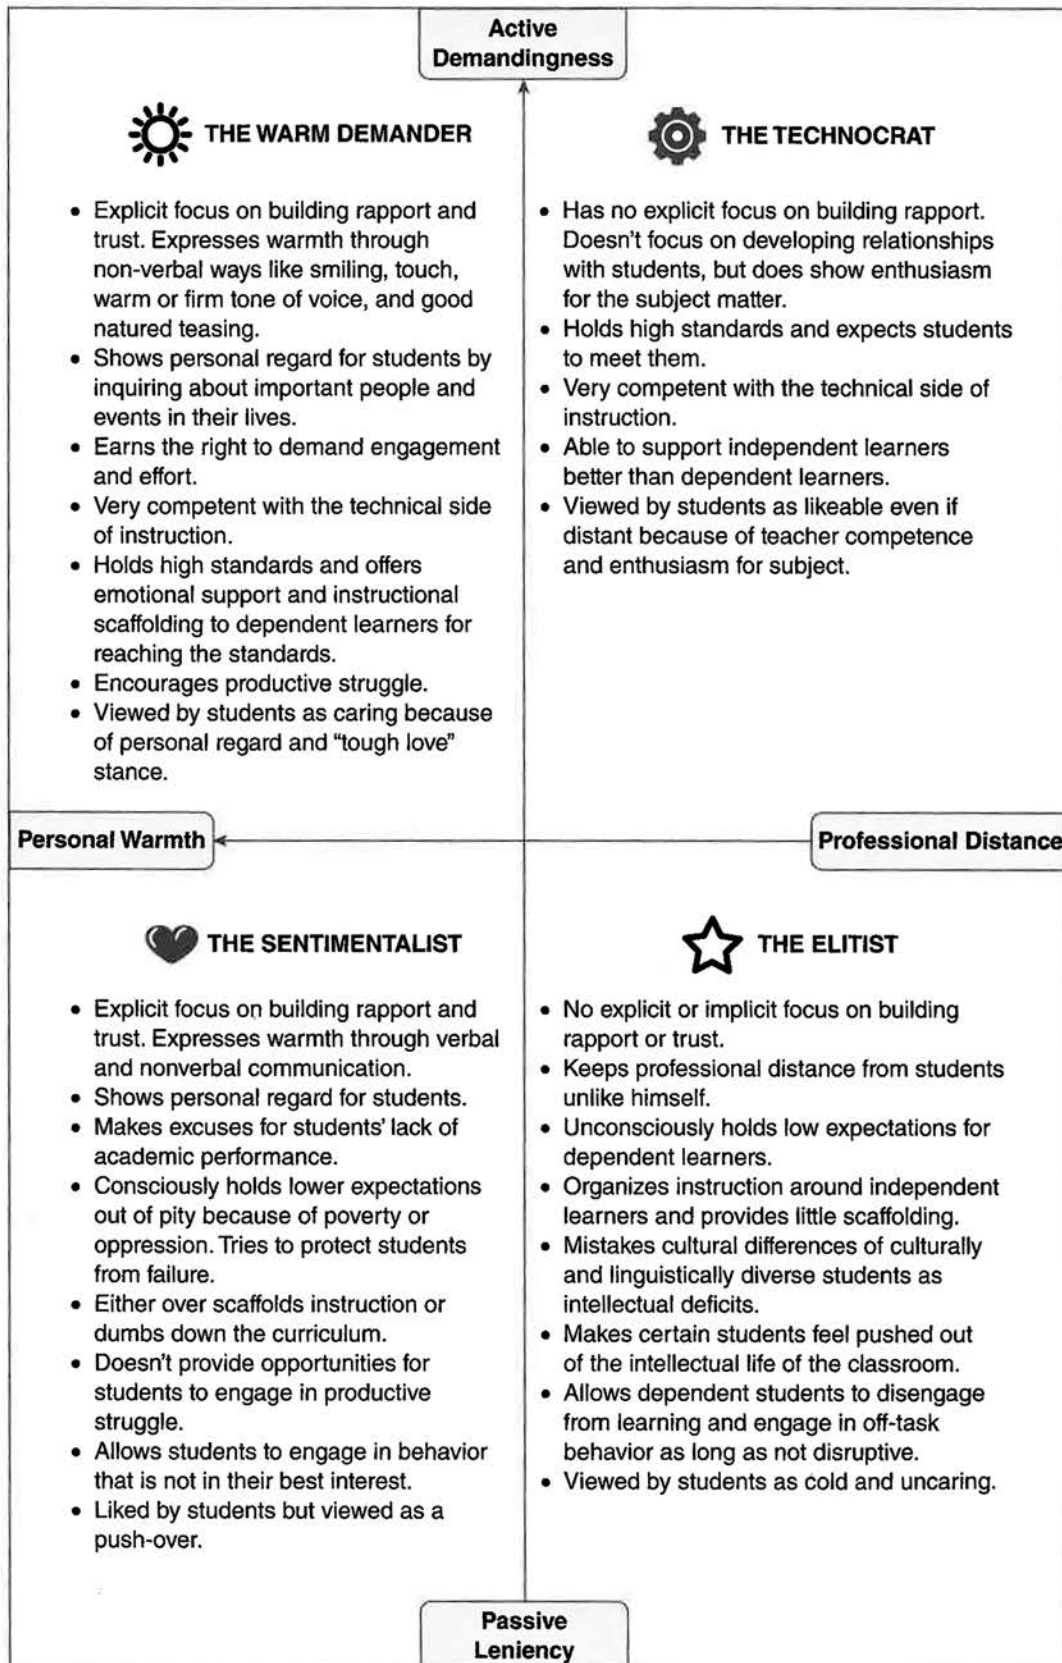 Active
Demandingness
THE WARM DEMANDER
• Explicit focus on building rapport and
trust. Expresses warmth through
non-verbal ways like smiling, touch,
warm or firm tone of voice, and good
natured teasing.
• Shows personal regard for students by
inquiring about important people and
events in their lives.
• Earns the right to demand engagement
and effort.
• Very competent with the technical side
of instruction.
• Holds high standards and offers
emotional support and instructional
scaffolding to dependent learners for
reaching the standards.
• Encourages productive struggle.
• Viewed by students as caring because
of personal regard and “tough love”
stance.
THE TECHNOCRAT
• Has no explicit focus on building rapport.
Doesn't focus on developing relationships
with students, but does show enthusiasm
for the subject matter.
• Holds high standards and expects students
to meet them.
• Very competent with the technical side of
instruction.
• Able to support independent learners
better than dependent learners.
• Viewed by students as likeable even if
distant because of teacher competence
and enthusiasm for subject.
Personal Warmth
Professional Distance
THE SENTIMENTALIST
• Explicit focus on building rapport and
trust. Expresses warmth through verbal
and nonverbal communication.
• Shows personal regard for students.
• Makes excuses for students' lack of
academic performance.
• Consciously holds lower expectations
out of pity because of poverty or
oppression. Tries to protect students
from failure.
• Either over scaffolds instruction or
dumbs down the curriculum.
• Doesn't provide opportunities for
students to engage in productive
struggle.
• Allows students to engage in behavior
that is not in their best interest.
• Liked by students but viewed as a
push-over.
THE ELITIST
• No explicit or implicit focus on building
rapport or trust.
• Keeps professional distance from students
unlike himself.
• Unconsciously holds low expectations for
dependent learners.
• Organizes instruction around independent
learners and provides little scaffolding.
• Mistakes cultural differences of culturally
and linguistically diverse students as
intellectual deficits.
• Makes certain students feel pushed out
of the intellectual life of the classroom.
• Allows dependent students to disengage
from learning and engage in off-task
behavior as long as not disruptive.
• Viewed by students as cold and uncaring.
Passive
Leniency